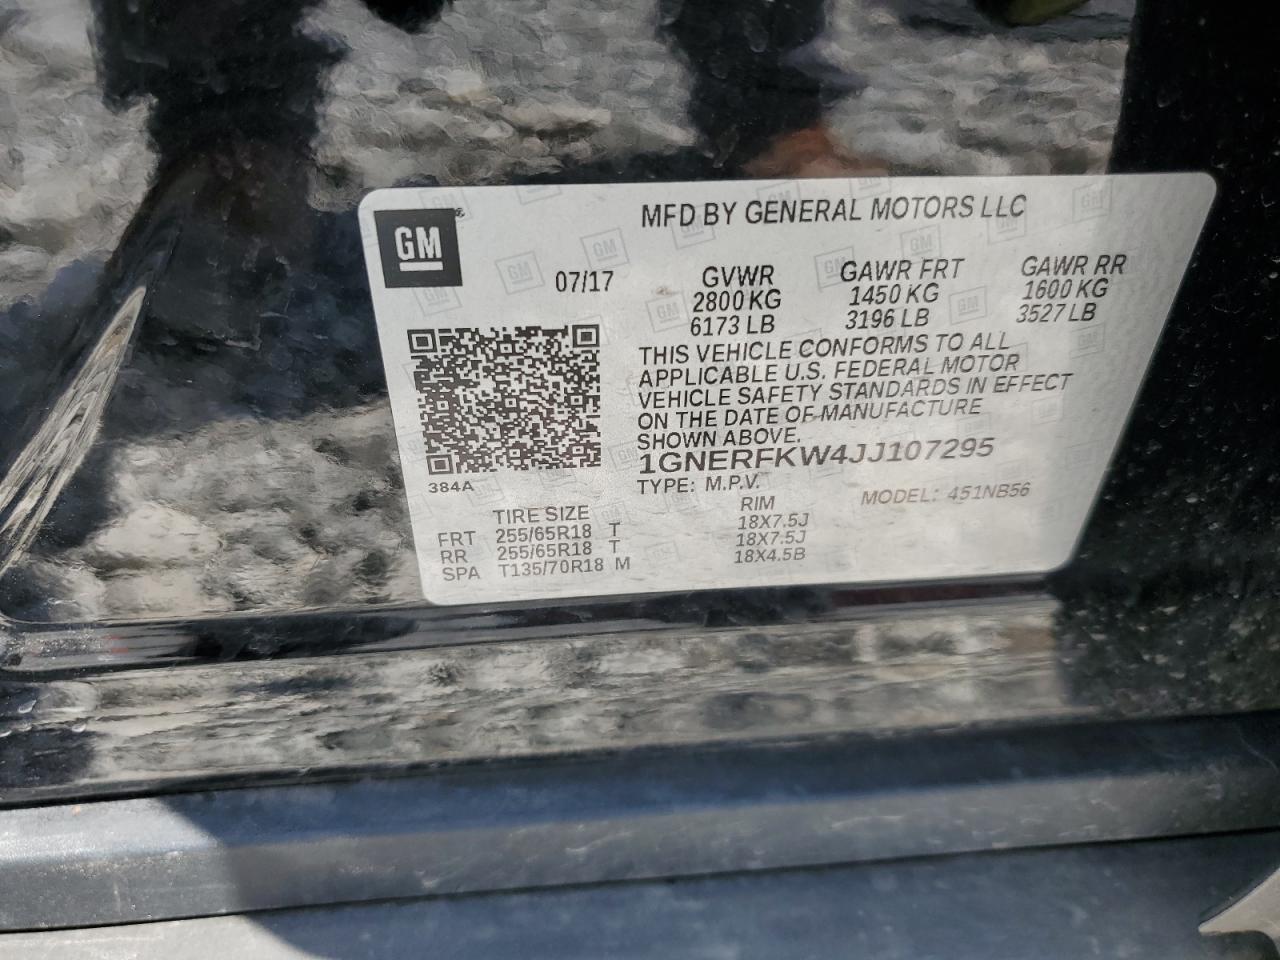 GM
MFD BY GENERAL MOTORS LLC
07/17
GVWR GAWR FRT GAWR RR
2800 KG 1450 KG 1600 KG
6173 LB 3196 LB 3527 LB
THIS VEHICLE CONFORMS TO ALL
APPLICABLE U.S. FEDERAL MOTOR
VEHICLE SAFETY STANDARDS IN EFFECT
ON THE DATE OF MANUFACTURE
SHOWN ABOVE.
1GNERFKW4JJ107295
384A
TYPE: M.P.V.
MODEL: 451NB56
TIRE SIZE RIM
FRT 255/65R18 T 18X7.5J
RR 255/65R18 T 18X7.5J
SPA T135/70R18 M 18X4.5B